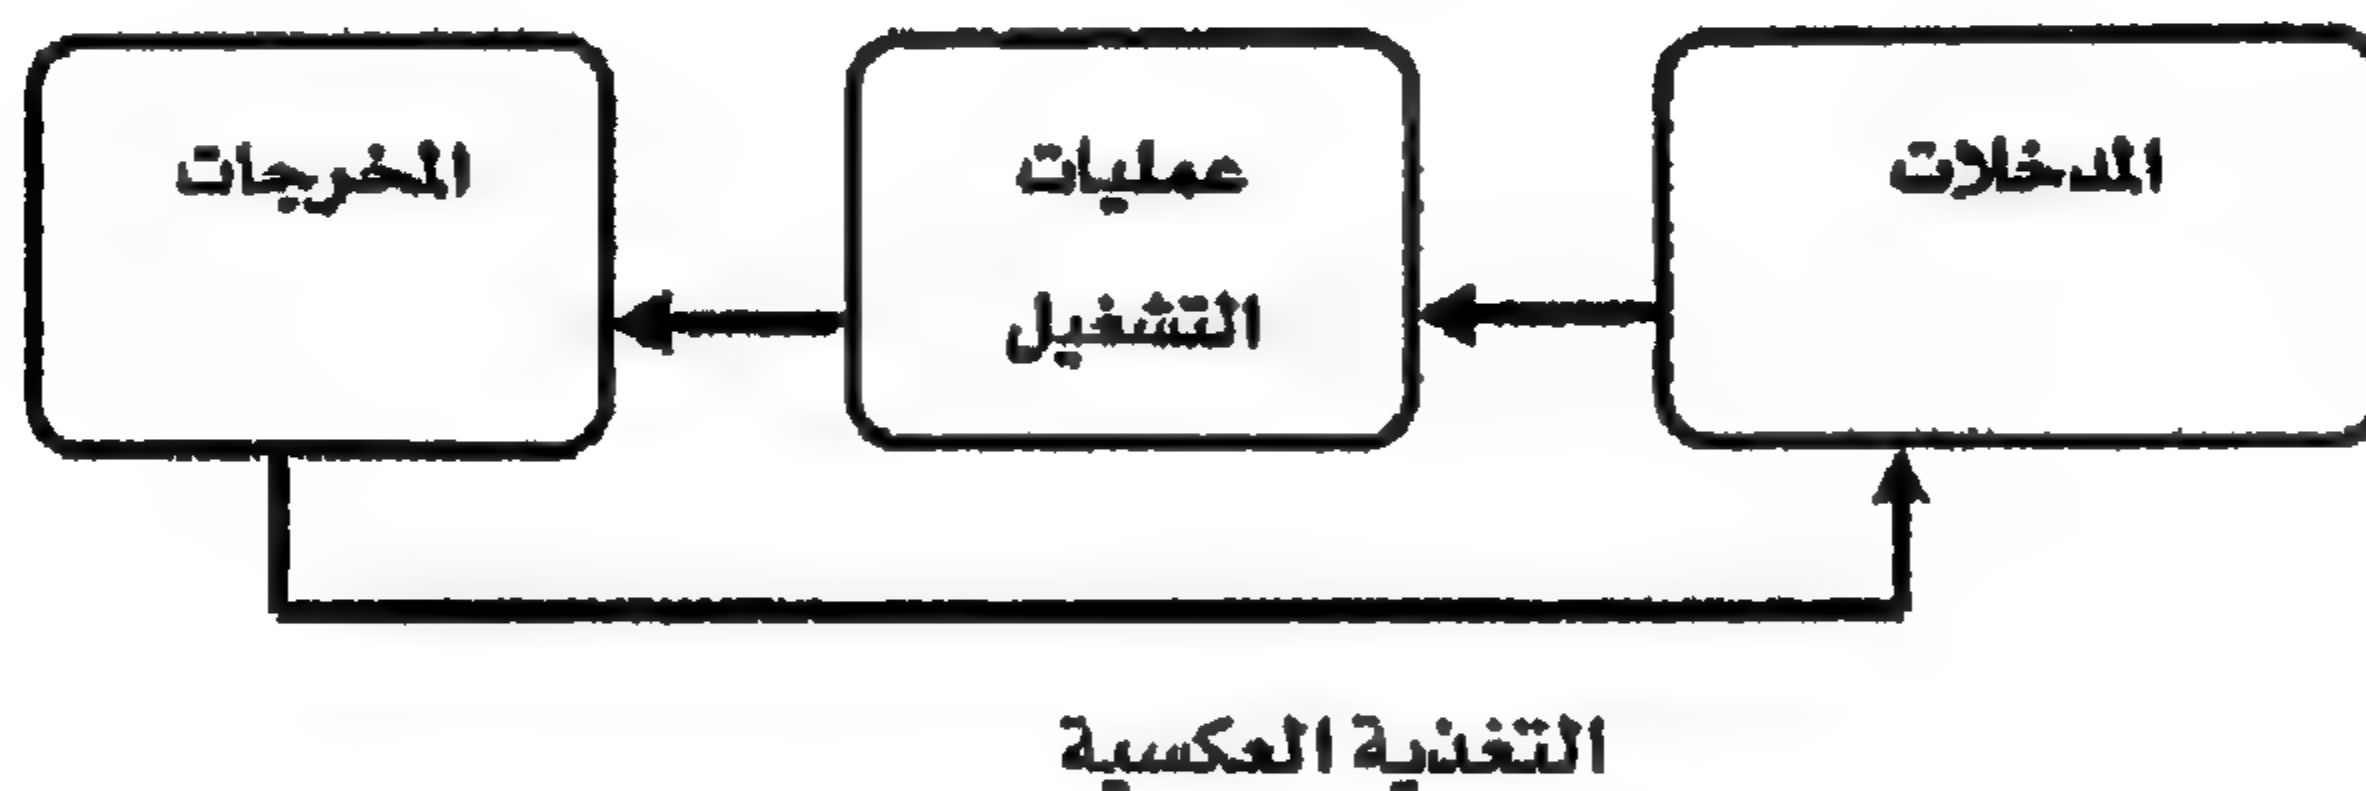 المدخلات
عمليات
التشغيل
المخرجات
التغذية العكسية